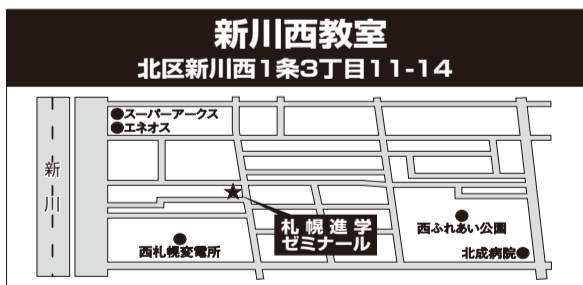 新川西教室
北区新川西1条3丁目11-14
スーパーアークス
エネオス
新川
札幌進学
ゼミナール
西ふれあい公園
西札幌変電所
北成病院